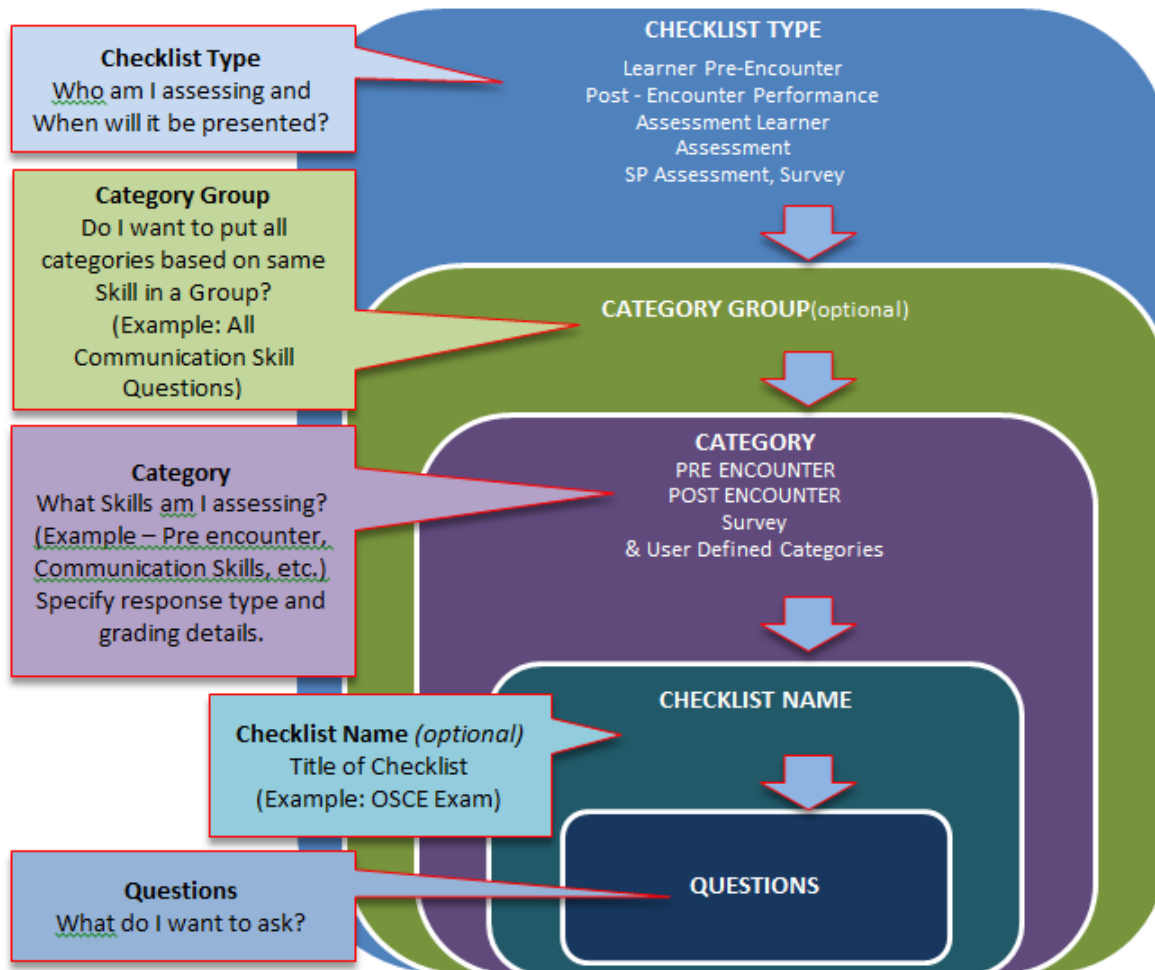 CHECKLIST TYPE
Learner Pre-Encounter
Post - Encounter Performance
Assessment Learner
Assessment
SP Assessment, Survey
Checklist Type
Who am I assessing and
When will it be presented?
CATEGORY GROUP(optional)
Category Group
Do I want to put all
categories based on same
Skill in a Group?
(Example: All
Communication Skill
Questions)
CATEGORY
PRE ENCOUNTER
POST ENCOUNTER
Survey
& User Defined Categories
Category
What Skills am I assessing?
(Example – Pre encounter,
Communication Skills, etc.)
Specify response type and
grading details.
CHECKLIST NAME
Checklist Name (optional)
Title of Checklist
(Example: OSCE Exam)
QUESTIONS
Questions
What do I want to ask?